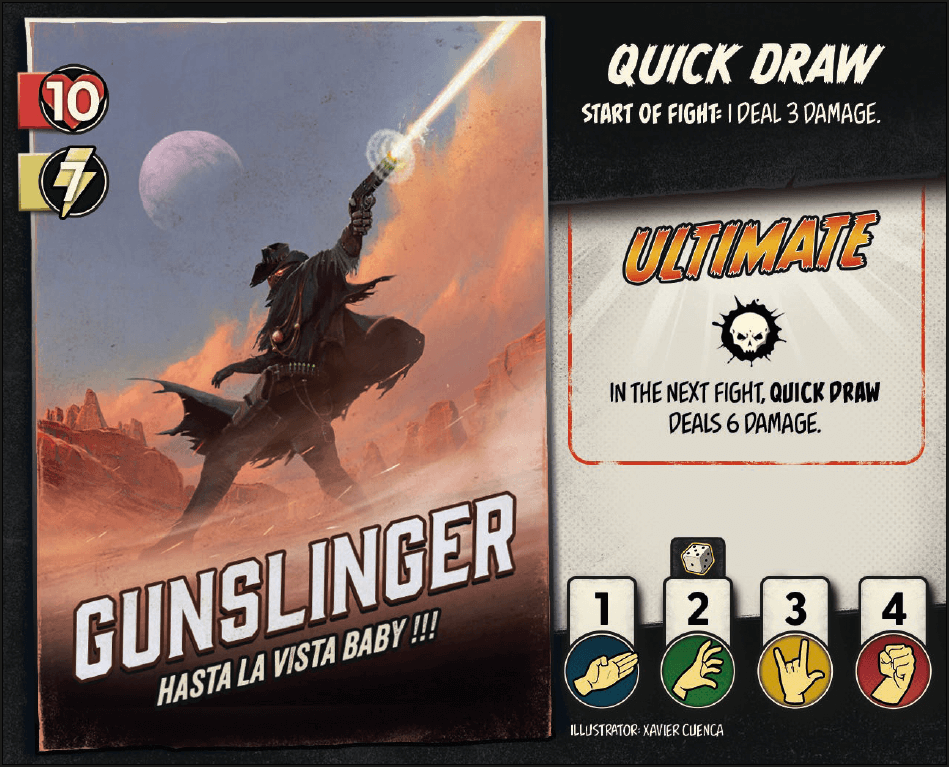 10
7
GUNSLINGER
HASTA LA VISTA BABY !!!
QUICK DRAW
START OF FIGHT: I DEAL 3 DAMAGE.
ULTIMATE
IN THE NEXT FIGHT, QUICK DRAW
DEALS 6 DAMAGE.
1 2 3 4
ILLUSTRATOR: XAVIER CUENCA